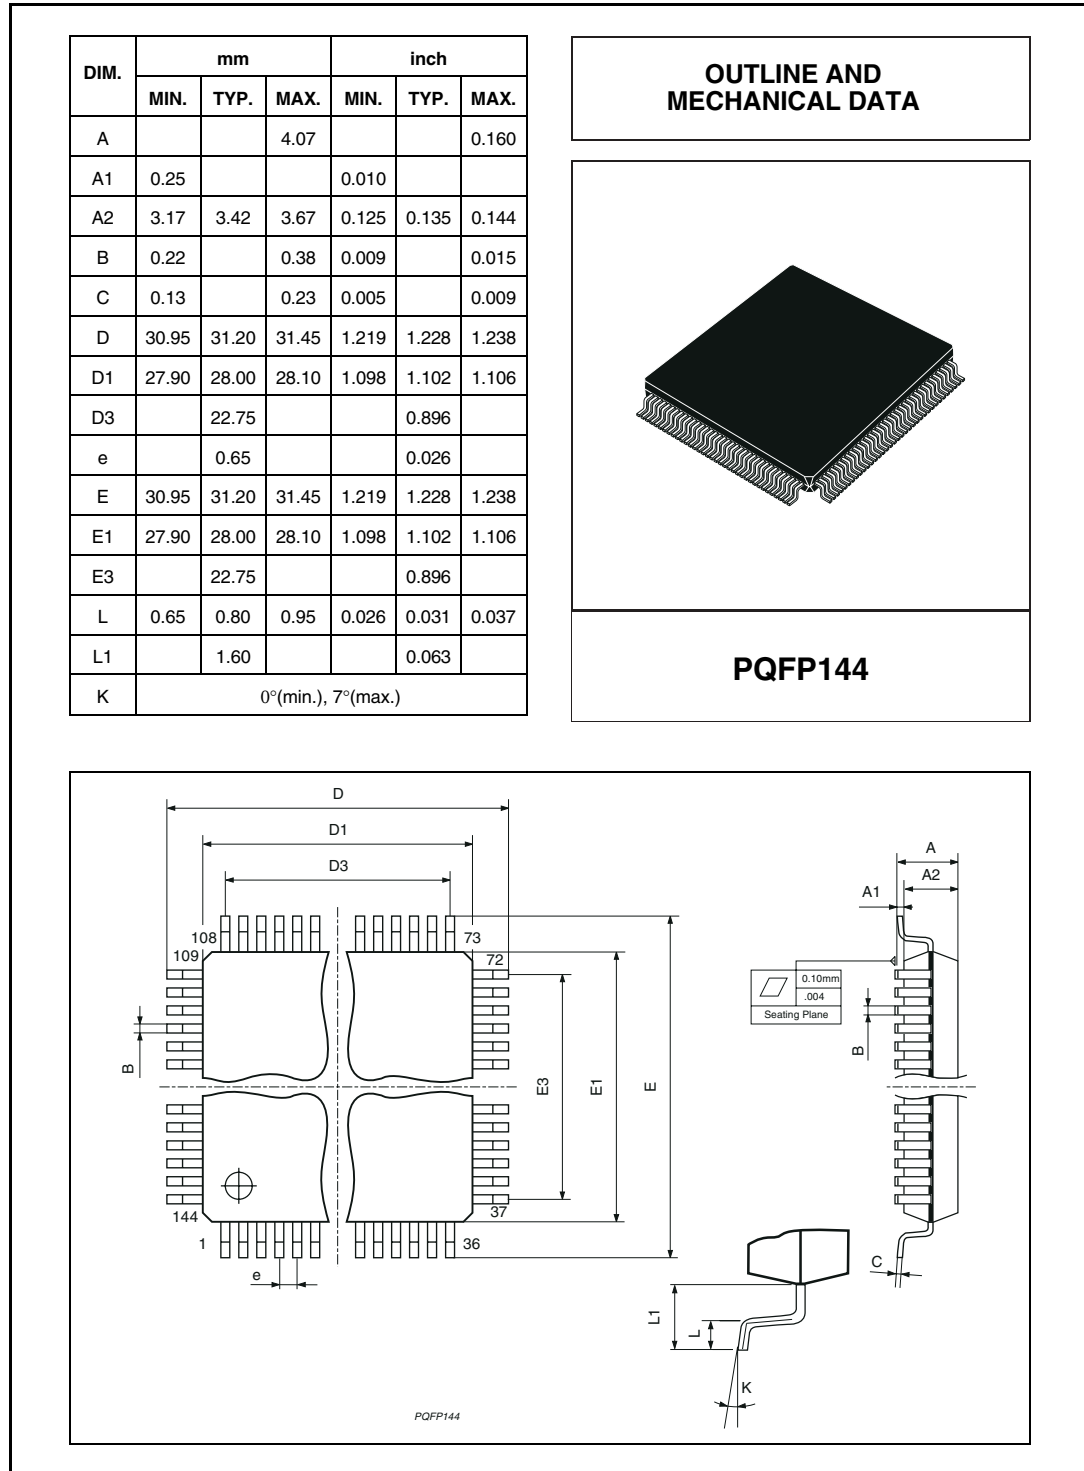 DIM. mm inch
MIN. TYP. MAX. MIN. TYP. MAX.
A 4.07 0.160
A1 0.25 0.010
A2 3.17 3.42 3.67 0.125 0.135 0.144
B 0.22 0.38 0.009 0.015
C 0.13 0.23 0.005 0.009
D 30.95 31.20 31.45 1.219 1.228 1.238
D1 27.90 28.00 28.10 1.098 1.102 1.106
D3 22.75 0.896
e 0.65 0.026
E 30.95 31.20 31.45 1.219 1.228 1.238
E1 27.90 28.00 28.10 1.098 1.102 1.106
E3 22.75 0.896
L 0.65 0.80 0.95 0.026 0.031 0.037
L1 1.60 0.063
K 0°(min.), 7°(max.)
OUTLINE AND
MECHANICAL DATA
PQFP144
D
D1
D3
108
73
109
72
B
E3
E1
E
144
37
1
36
e
A
A2
A1
0.10mm
.004
Seating Plane
B
C
L1
L
K
PQFP144